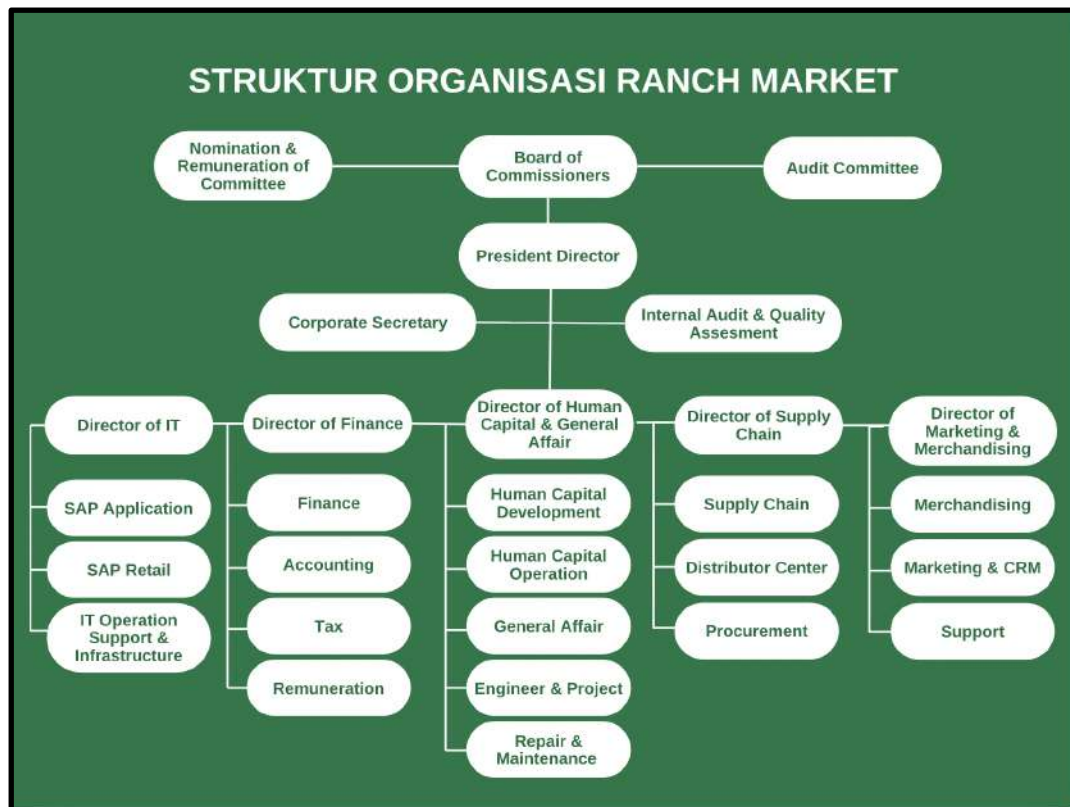 STRUKTUR ORGANISASI RANCH MARKET
Nomination &
Remuneration of
Committee
Board of
Commissioners
Audit Committee
President Director
Corporate Secretary
Internal Audit & Quality
Assesment
Director of IT
Director of Finance
Director of Human
Capital & General
Affair
Director of Supply
Chain
Director of
Marketing &
Merchandising
SAP Application
SAP Retail
IT Operation
Support &
Infrastructure
Finance
Accounting
Tax
Remuneration
Human Capital
Development
Human Capital
Operation
General Affair
Engineer & Project
Repair &
Maintenance
Supply Chain
Distributor Center
Procurement
Merchandising
Marketing & CRM
Support